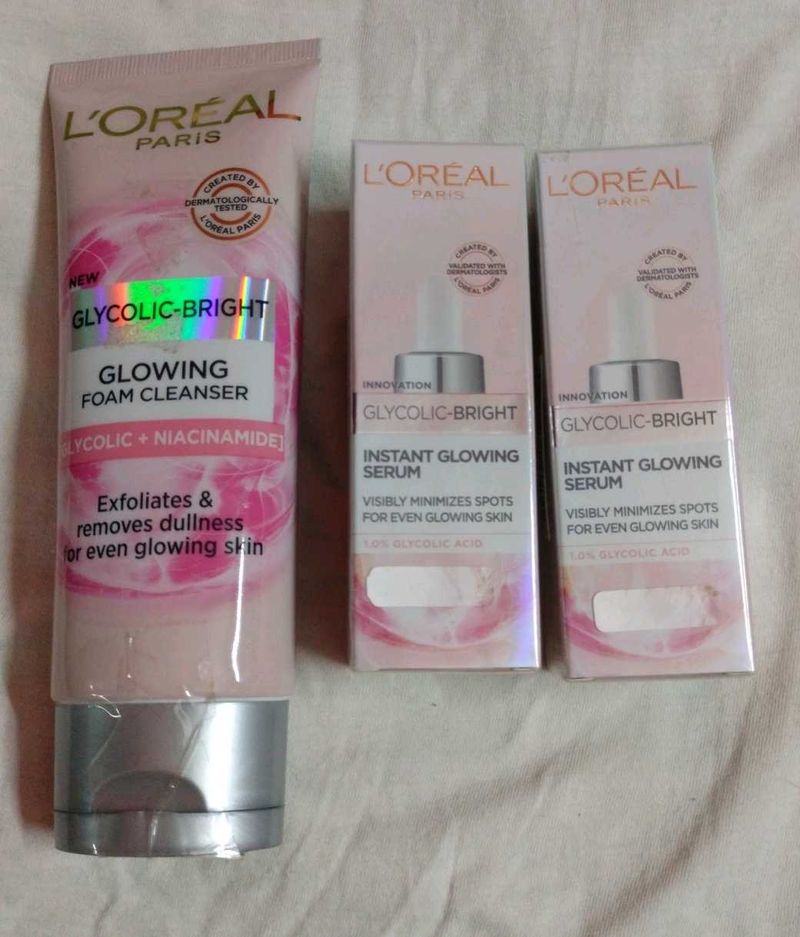 L'ORÉAL
PARIS
CREATED BY
DERMATOLOGICALLY
TESTED
L'ORÉAL PARIS
NEW
GLYCOLIC-BRIGHT
GLOWING
FOAM CLEANSER
[GLYCOLIC + NIACINAMIDE]
Exfoliates &
removes dullness
for even glowing skin
L'ORÉAL
PARIS
CREATED BY
VALIDATED WITH
DERMATOLOGISTS
L'ORÉAL PARIS
INNOVATION
GLYCOLIC-BRIGHT
INSTANT GLOWING
SERUM
VISIBLY MINIMIZES SPOTS
FOR EVEN GLOWING SKIN
1.0% GLYCOLIC ACID
L'ORÉAL
PARIS
CREATED BY
VALIDATED WITH
DERMATOLOGISTS
L'ORÉAL PARIS
INNOVATION
GLYCOLIC-BRIGHT
INSTANT GLOWING
SERUM
VISIBLY MINIMIZES SPOTS
FOR EVEN GLOWING SKIN
1.0% GLYCOLIC ACID